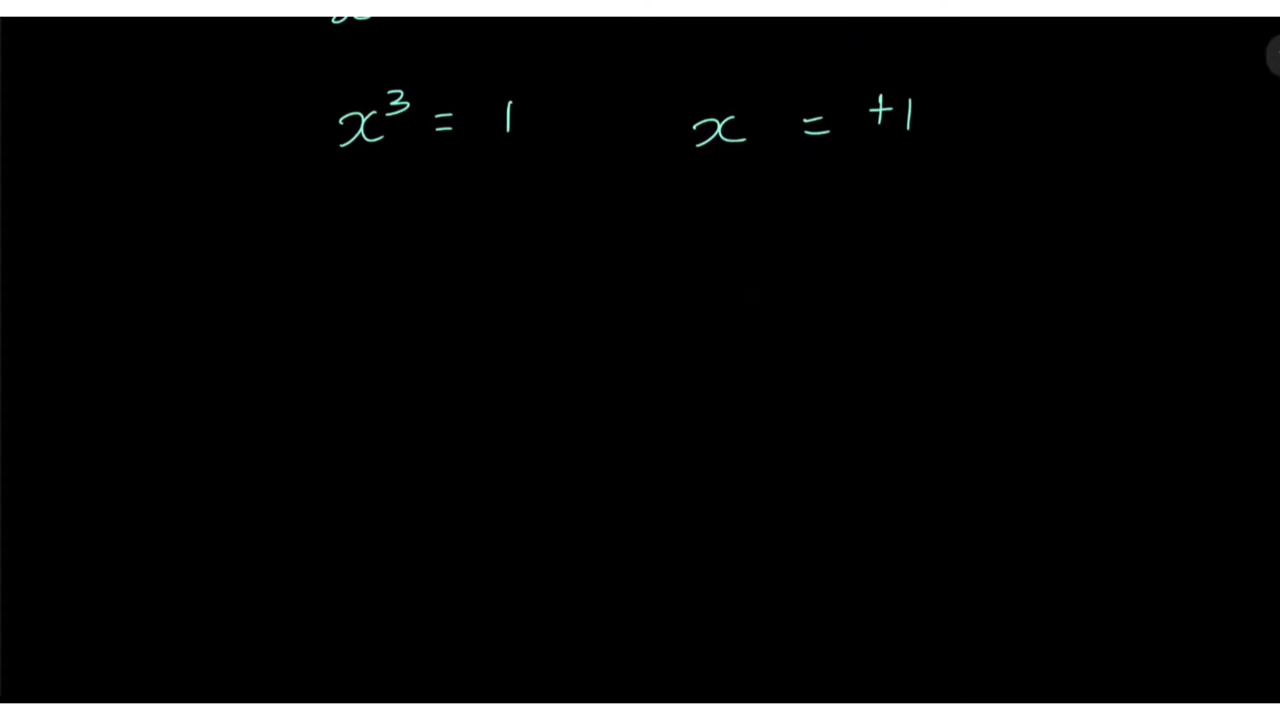 x³ = 1 x = +1